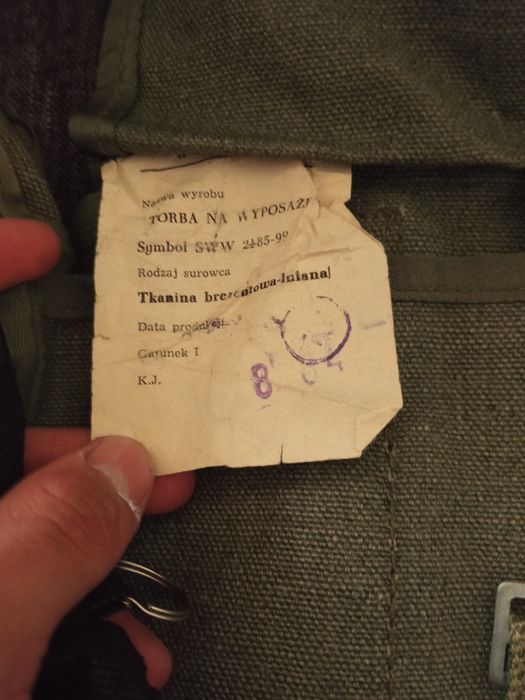 Nazwa wyrobu
TORBA NA WYPOSAŻ
Symbol SWW 2485-99
Rodzaj surowca
Tkanina brezentowa-lniana
Data produkcji
Gatunek I
K.J.
8